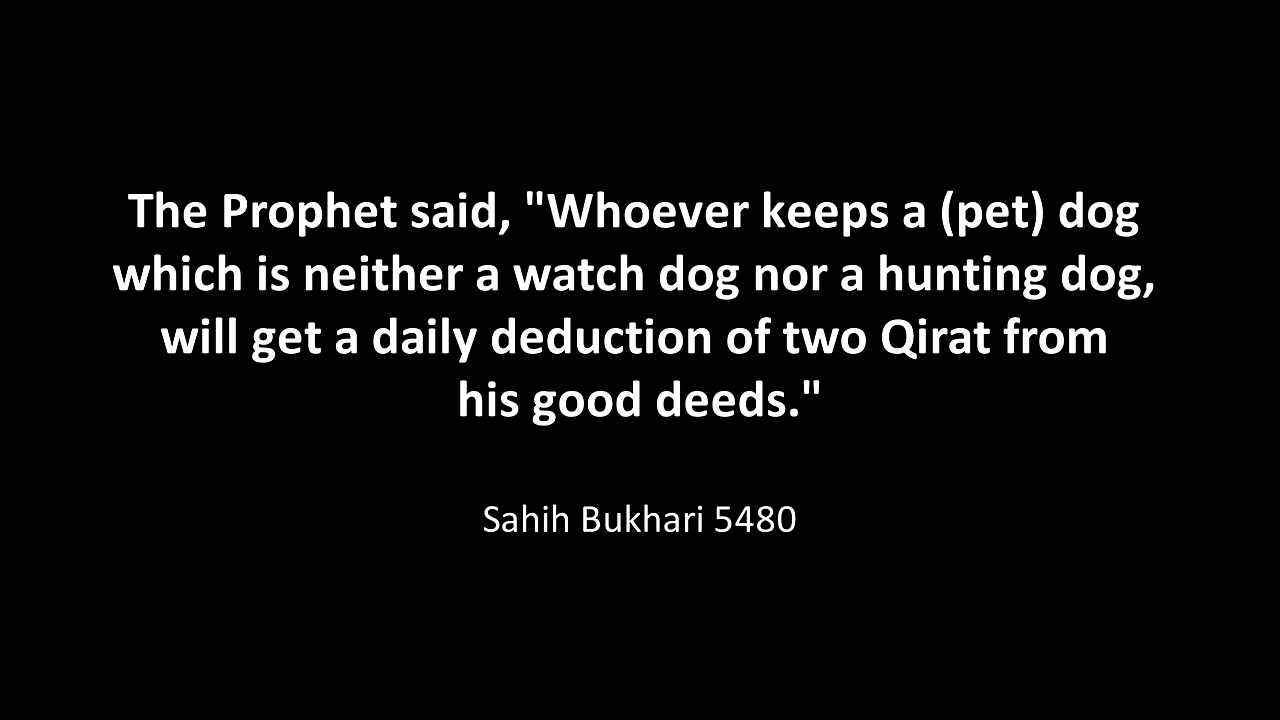 The Prophet said, "Whoever keeps a (pet) dog
which is neither a watch dog nor a hunting dog,
will get a daily deduction of two Qirat from
his good deeds."
Sahih Bukhari 5480